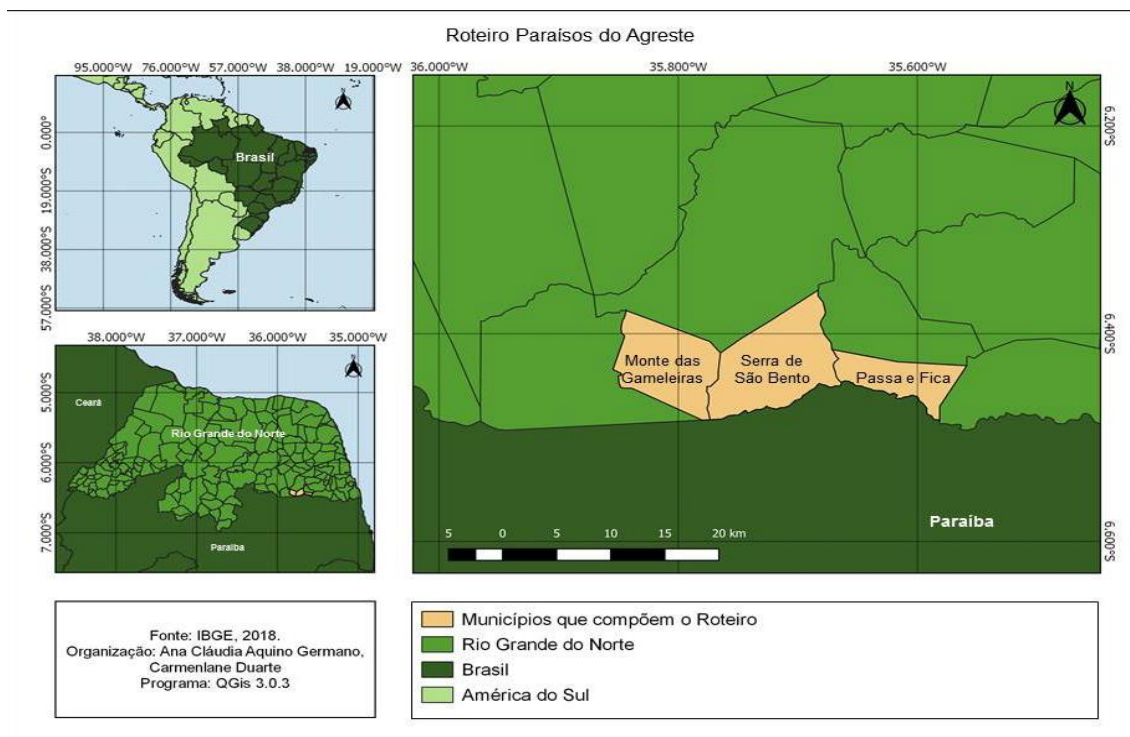 Roteiro Paraísos do Agreste
95.000°W 76.000°W 57.000°W 38.000°W 19.000°W
0.000°
19.000°S
38.000°S
57.000°S
N
Brasil
38.000°W 37.000°W 36.000°W 35.000°W
5.000°S
6.000°S
7.000°S
N
Ceará
Rio Grande do Norte
Paraíba
36.000°W 35.800°W 35.600°W
6.200°S
6.400°S
6.600°S
N
Monte das
Gameleiras
Serra de
São Bento
Passa e Fica
Paraíba
5 0 5 10 15 20 km
Fonte: IBGE, 2018.
Organização: Ana Cláudia Aquino Germano,
Carmenlane Duarte
Programa: QGis 3.0.3
Municípios que compõem o Roteiro
Rio Grande do Norte
Brasil
América do Sul